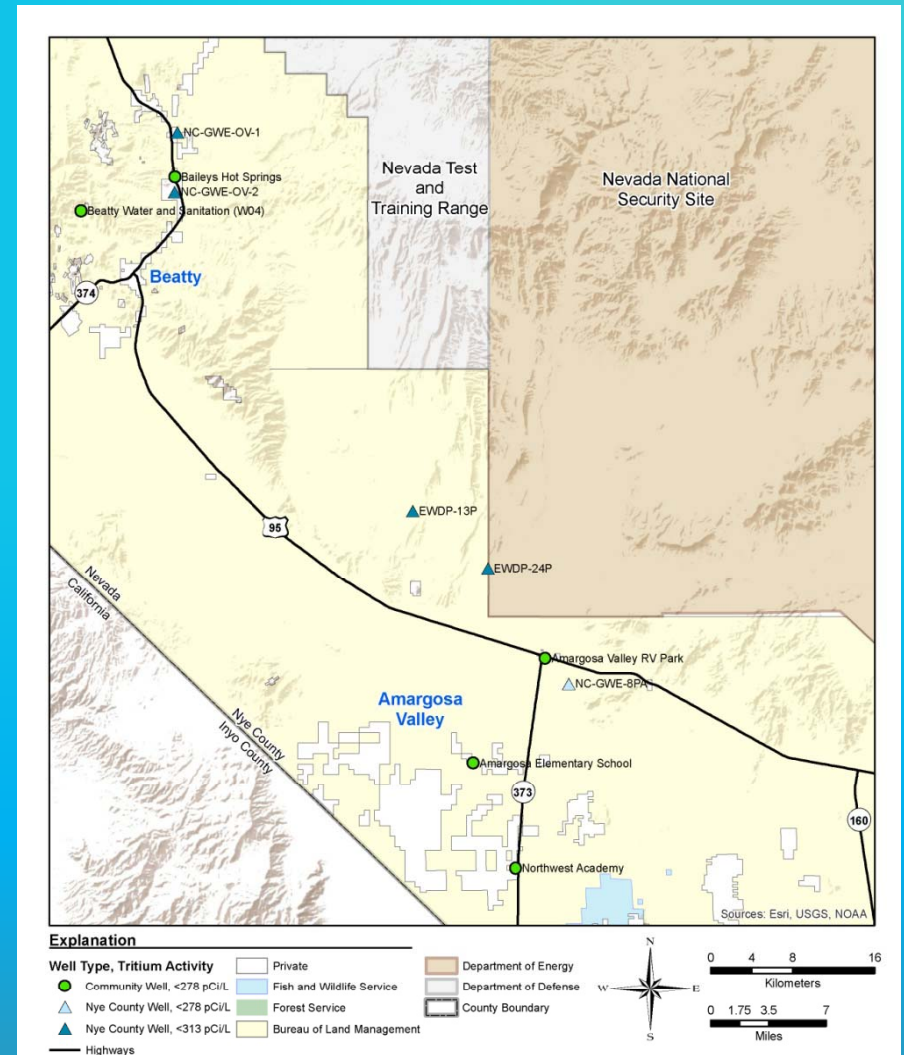 NC-GWE-OV-1
Baileys Hot Springs
NC-GWE-OV-2
Beatty Water and Sanitation (W04)
Beatty
374
Nevada Test
and
Training Range
Nevada National
Security Site
EWDP-13P
95
EWDP-24P
Nevada
California
Amargosa Valley RV Park
NC-GWE-8PA
Amargosa
Valley
Nye County
Inyo County
Amargosa Elementary School
373
160
Northwest Academy
Sources: Esri, USGS, NOAA
Explanation
Well Type, Tritium Activity
Community Well, <278 pCi/L
Nye County Well, <278 pCi/L
Nye County Well, <313 pCi/L
Highways
Private
Fish and Wildlife Service
Forest Service
Bureau of Land Management
Department of Energy
Department of Defense
County Boundary
N
W
E
S
0 4 8 16
Kilometers
0 1.75 3.5 7
Miles